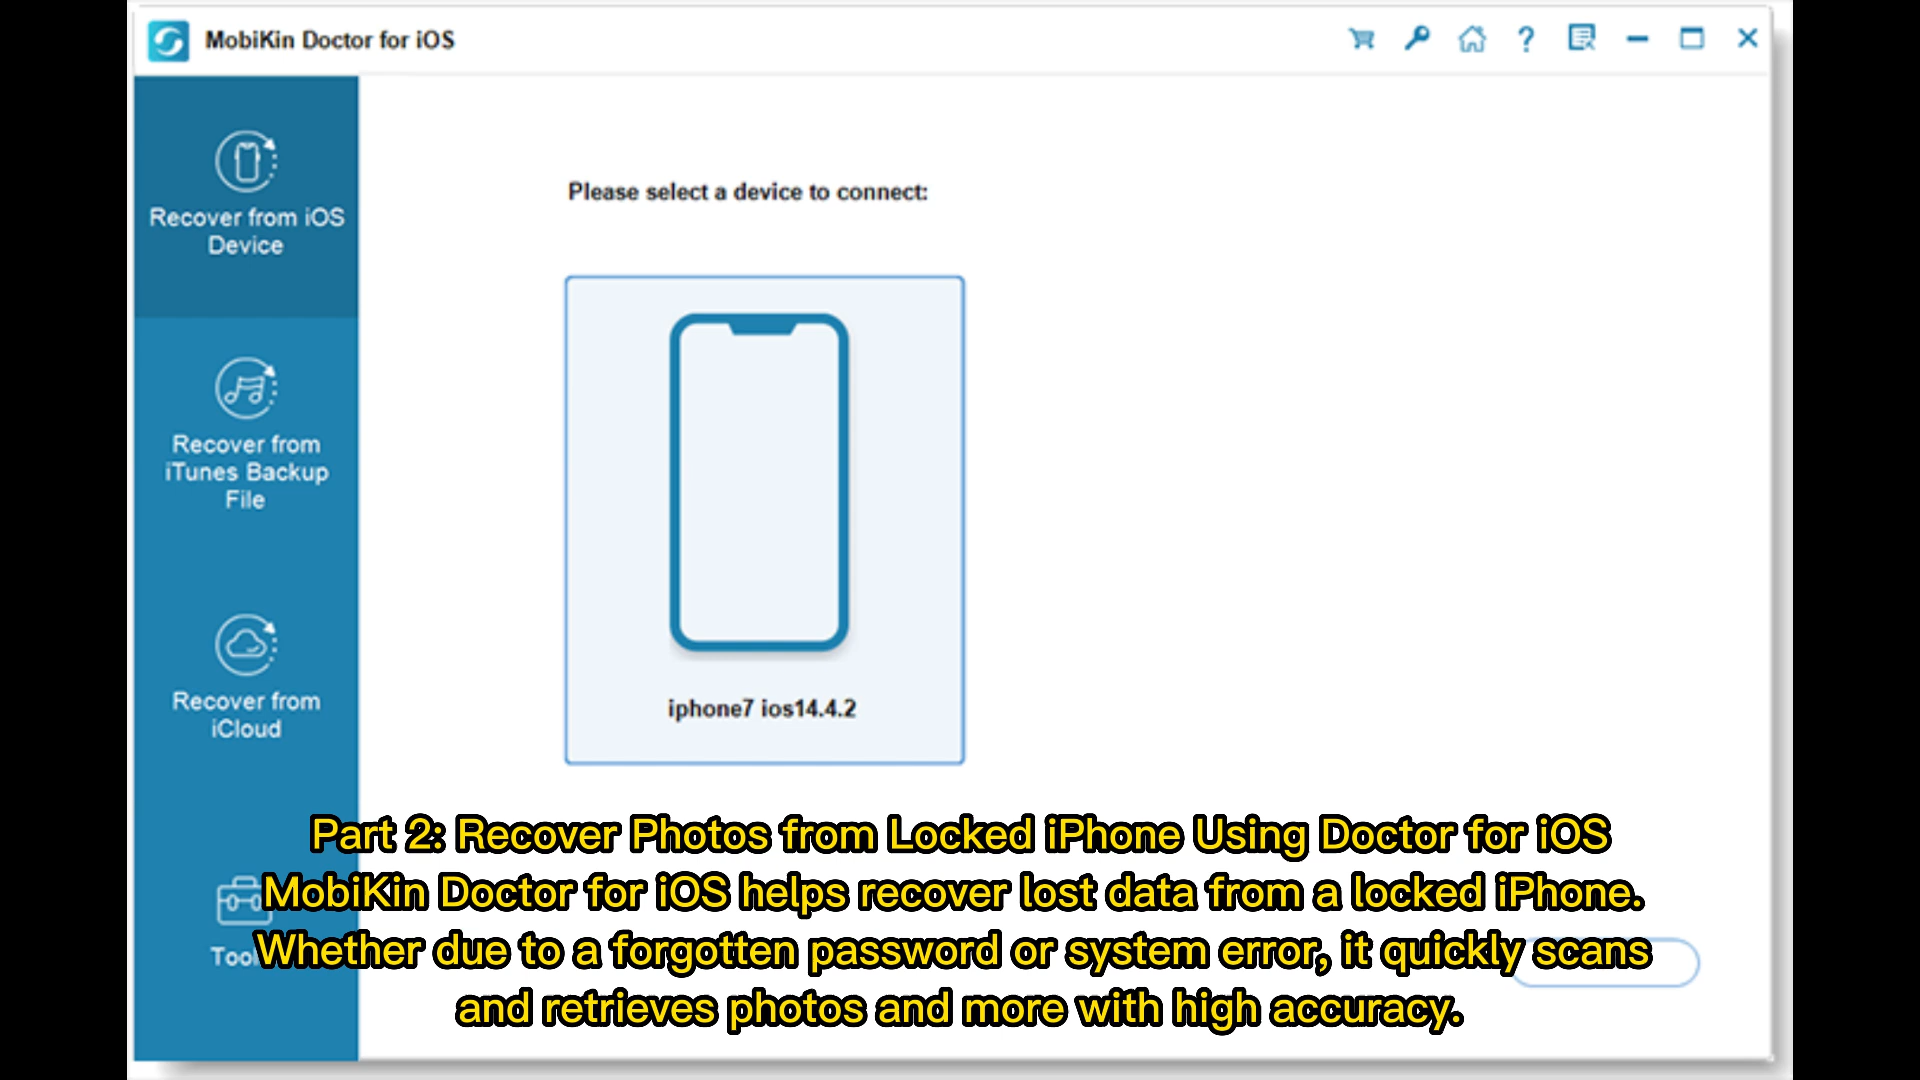 MobiKin Doctor for iOS
Recover from iOS
Device
Recover from
iTunes Backup
File
Recover from
iCloud
Please select a device to connect:
iphone7 ios14.4.2
Part 2: Recover Photos from Locked iPhone Using Doctor for iOS
MobiKin Doctor for iOS helps recover lost data from a locked iPhone.
Whether due to a forgotten password or system error, it quickly scans
and retrieves photos and more with high accuracy.